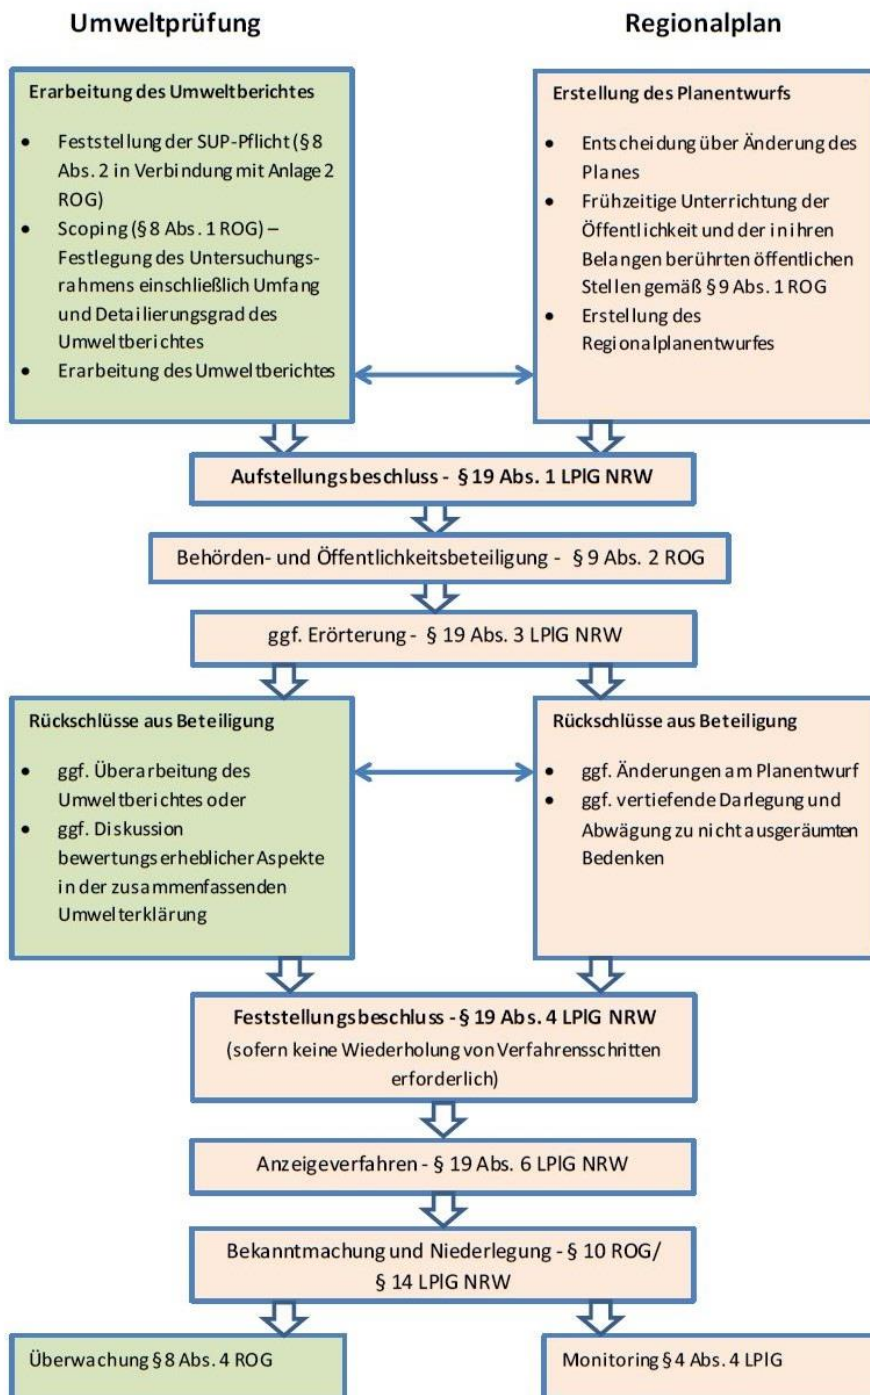 Umweltprüfung
Regionalplan
Erarbeitung des Umweltberichtes
• Feststellung der SUP-Pflicht (§ 8
Abs. 2 in Verbindung mit Anlage 2
ROG)
• Scoping (§ 8 Abs. 1 ROG) –
Festlegung des Untersuchungs-
rahmens einschließlich Umfang
und Detailierungsgrad des
Umweltberichtes
• Erarbeitung des Umweltberichtes
Erstellung des Planentwurfs
• Entscheidung über Änderung des
Planes
• Frühzeitige Unterrichtung der
Öffentlichkeit und der in ihren
Belangen berührten öffentlichen
Stellen gemäß § 9 Abs. 1 ROG
• Erstellung des
Regionalplanentwurfes
Aufstellungsbeschluss - § 19 Abs. 1 LPlG NRW
Behörden- und Öffentlichkeitsbeteiligung - § 9 Abs. 2 ROG
ggf. Erörterung - § 19 Abs. 3 LPlG NRW
Rückschlüsse aus Beteiligung
• ggf. Überarbeitung des
Umweltberichtes oder
• ggf. Diskussion
bewertungserheblicher Aspekte
in der zusammenfassenden
Umwelterklärung
Rückschlüsse aus Beteiligung
• ggf. Änderungen am Planentwurf
• ggf. vertiefende Darlegung und
Abwägung zu nicht ausgeräumten
Bedenken
Feststellungsbeschluss - § 19 Abs. 4 LPlG NRW
(sofern keine Wiederholung von Verfahrensschritten
erforderlich)
Anzeigeverfahren - § 19 Abs. 6 LPlG NRW
Bekanntmachung und Niederlegung - § 10 ROG/
§ 14 LPlG NRW
Überwachung § 8 Abs. 4 ROG
Monitoring § 4 Abs. 4 LPlG